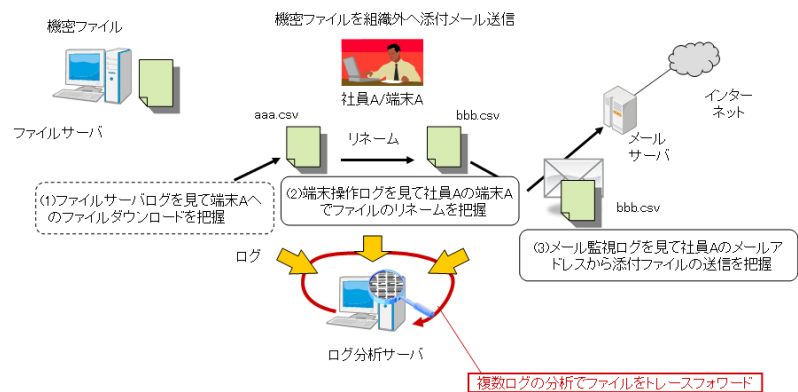 機密ファイル
機密ファイルを組織外へ添付メール送信
社員A/端末A
ファイルサーバ
aaa.csv
リネーム
bbb.csv
メール
サーバ
インター
ネット
bbb.csv
(1)ファイルサーバログを見て端末Aへ
のファイルダウンロードを把握
(2)端末操作ログを見て社員Aの端末A
でファイルのリネームを把握
(3)メール監視ログを見て社員Aのメールア
ドレスから添付ファイルの送信を把握
ログ
ログ分析サーバ
複数ログの分析でファイルをトレースフォワード